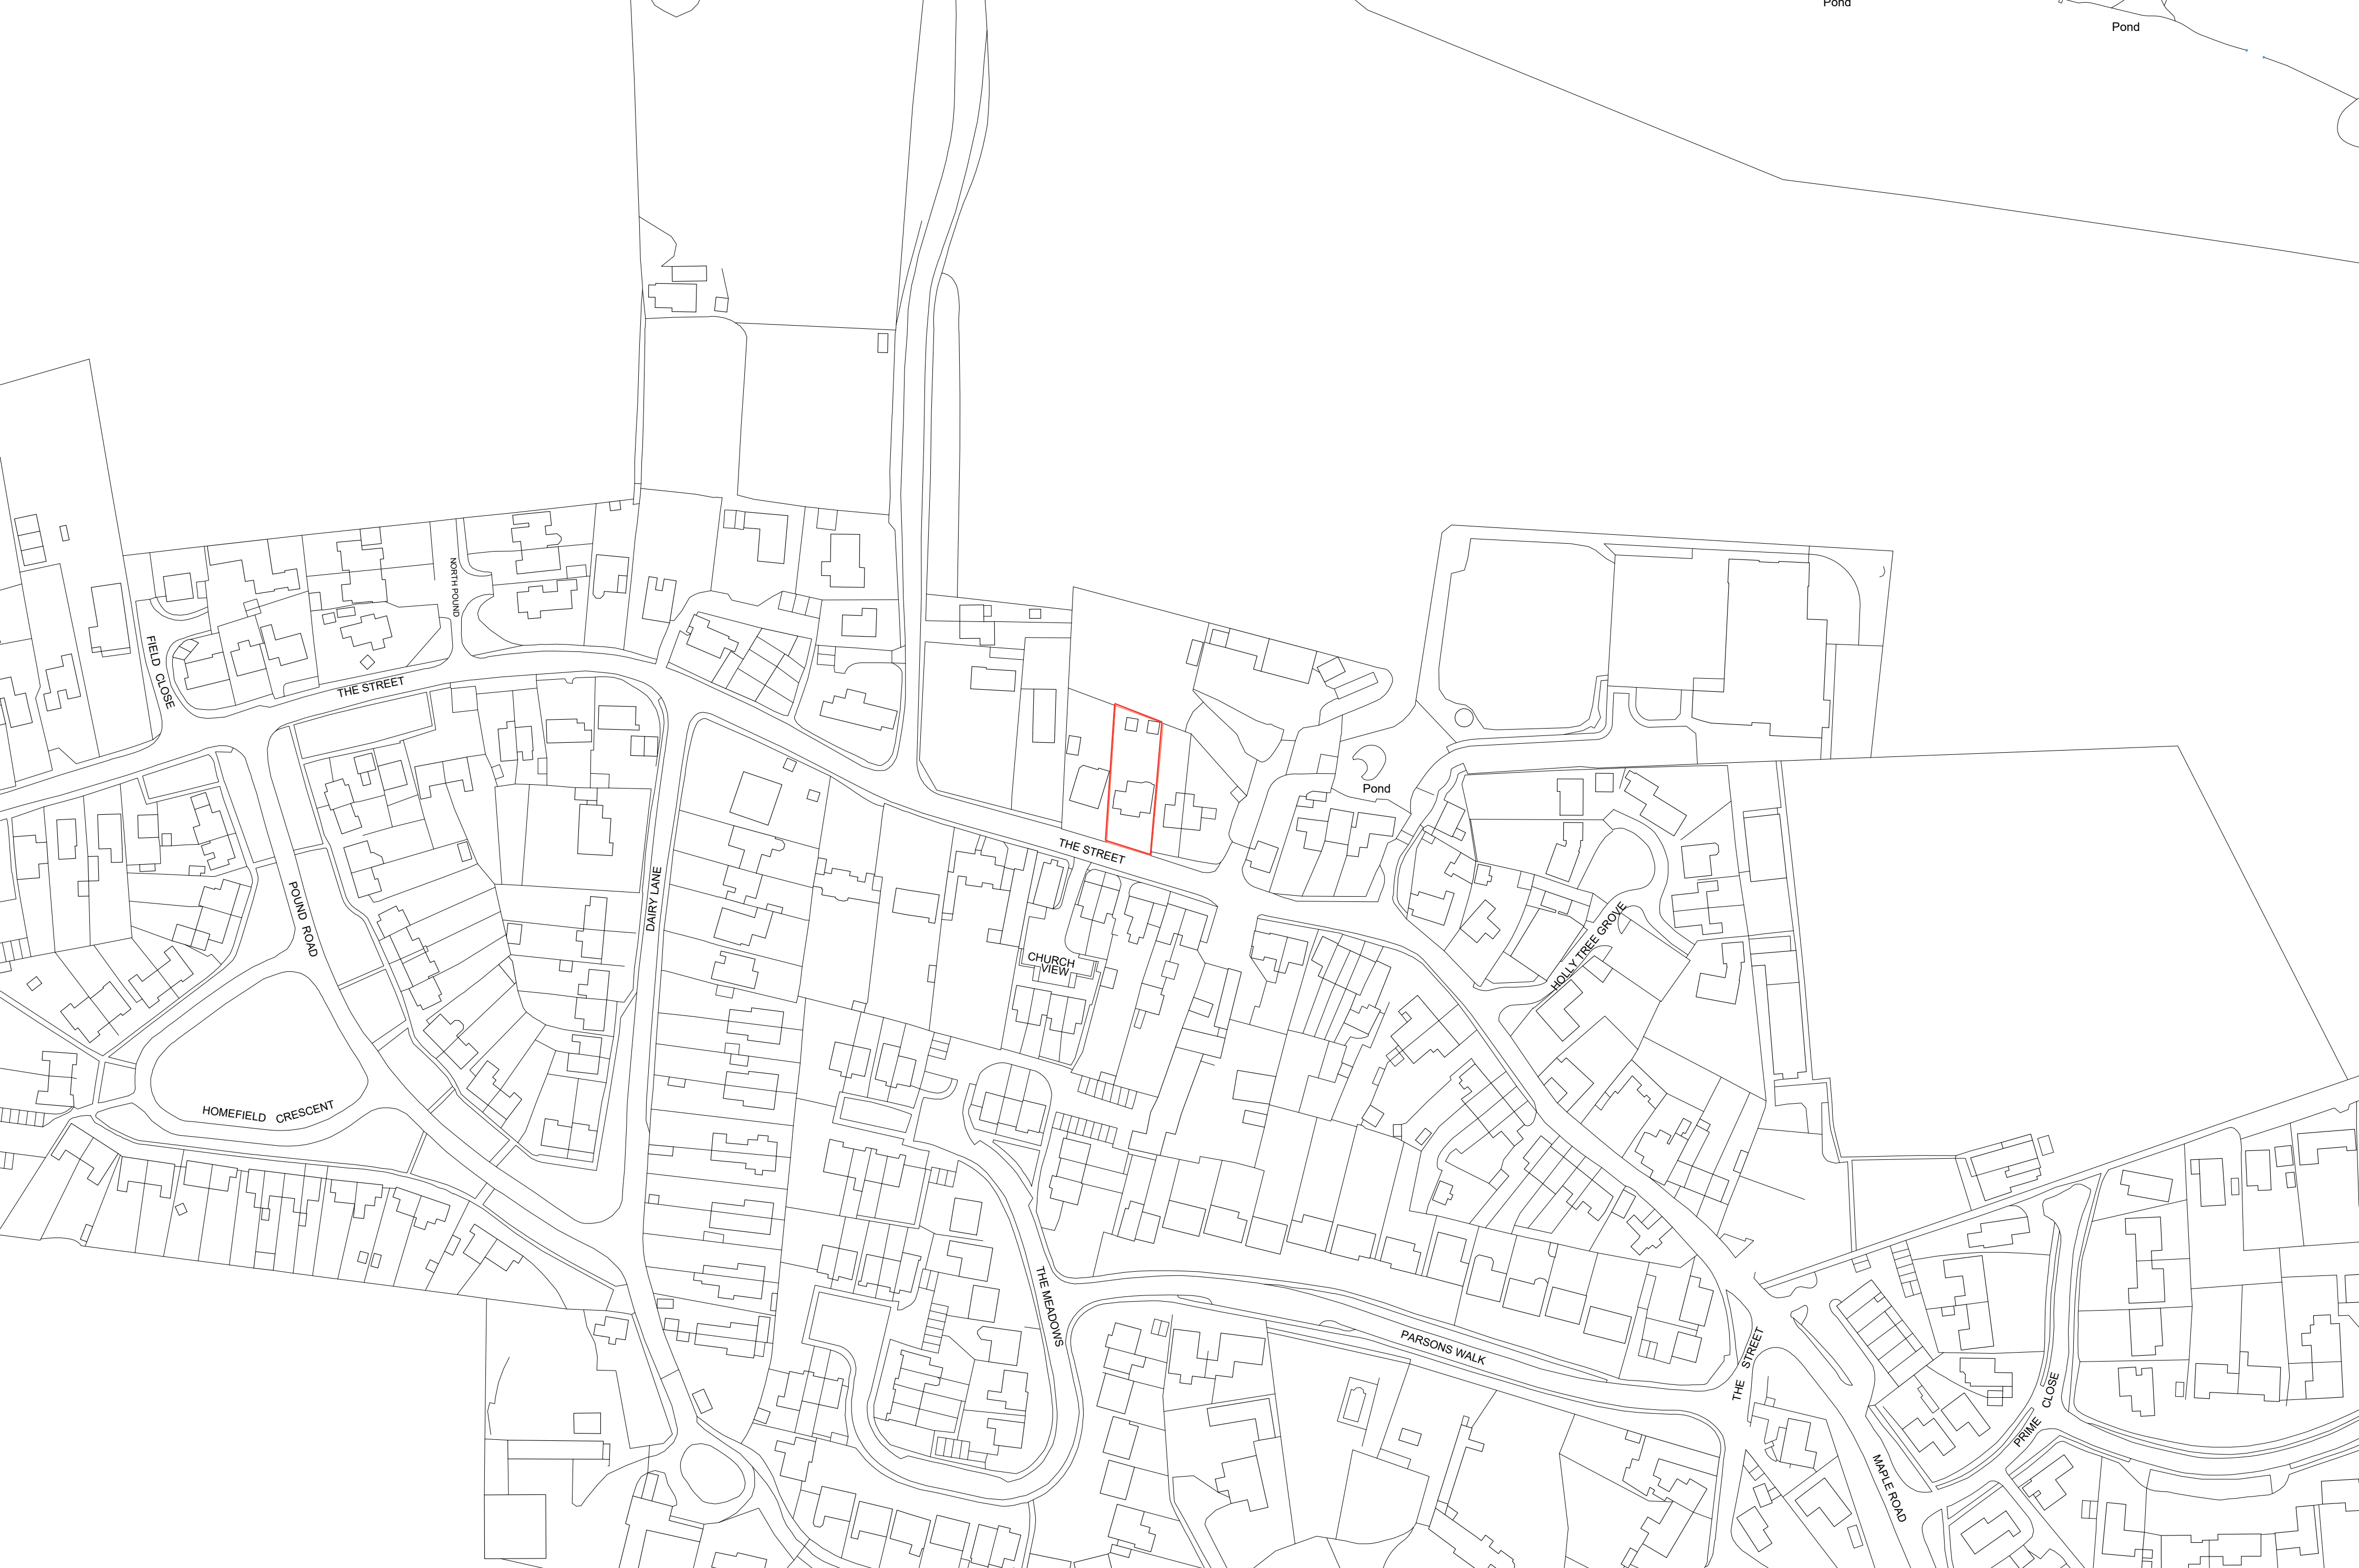 Pond
Pond
NORTH POUND
FIELD CLOSE
THE STREET
Pond
THE STREET
DAIRY LANE
POUND ROAD
HOLLY TREE GROVE
CHURCH
VIEW
HOMEFIELD CRESCENT
THE MEADOWS
PARSONS WALK
THE STREET
PRIME CLOSE
MAPLE ROAD